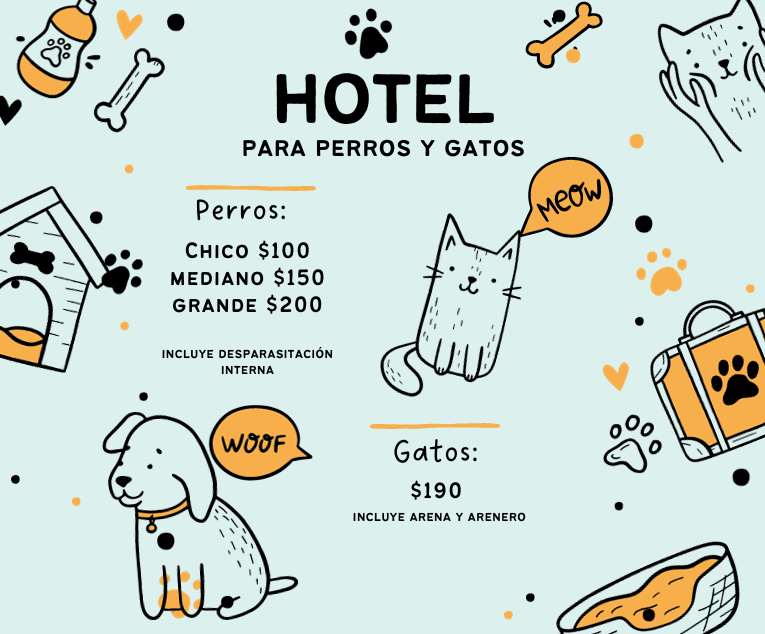 HOTEL
PARA PERROS Y GATOS
MEOW
Perros:
CHICO $100
MEDIANO $150
GRANDE $200
INCLUYE DESPARASITACIÓN
INTERNA
WOOF
Gatos:
$190
INCLUYE ARENA Y ARENERO